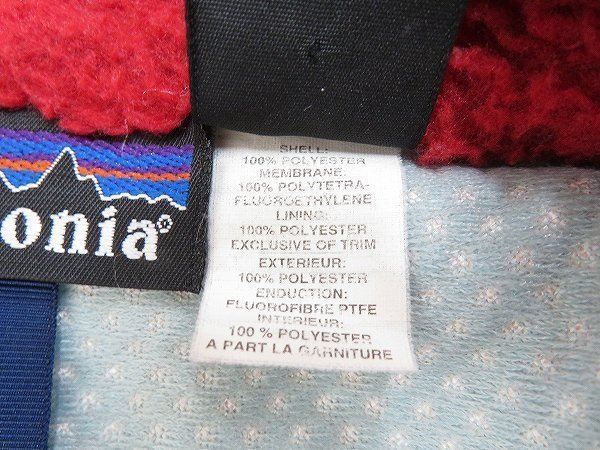 onia®
SHELL:
100% POLYESTER
MEMBRANE:
100% POLYTETRA-
FLUOROETHYLENE
LINING:
100% POLYESTER
EXCLUSIVE OF TRIM
EXTERIEUR:
100% POLYESTER
ENDUCTION:
FLUOROFIBRE PTFE
INTERIEUR:
100 % POLYESTER
A PART LA GARNITURE